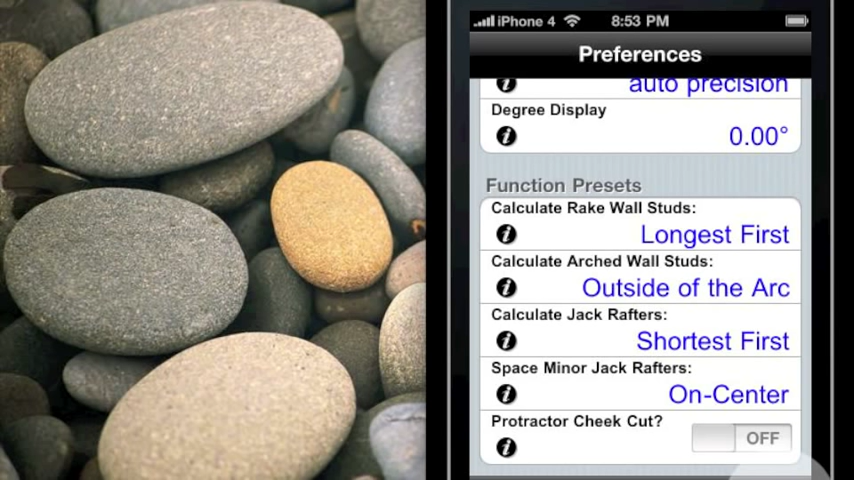 iPhone 4 8:53 PM
Preferences
auto precision
Degree Display
0.00°
Function Presets
Calculate Rake Wall Studs:
Longest First
Calculate Arched Wall Studs:
Outside of the Arc
Calculate Jack Rafters:
Shortest First
Space Minor Jack Rafters:
On-Center
Protractor Cheek Cut?
OFF